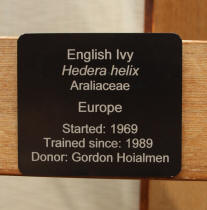 English Ivy
Hedera helix
Araliaceae
Europe
Started: 1969
Trained since: 1989
Donor: Gordon Hoialmen